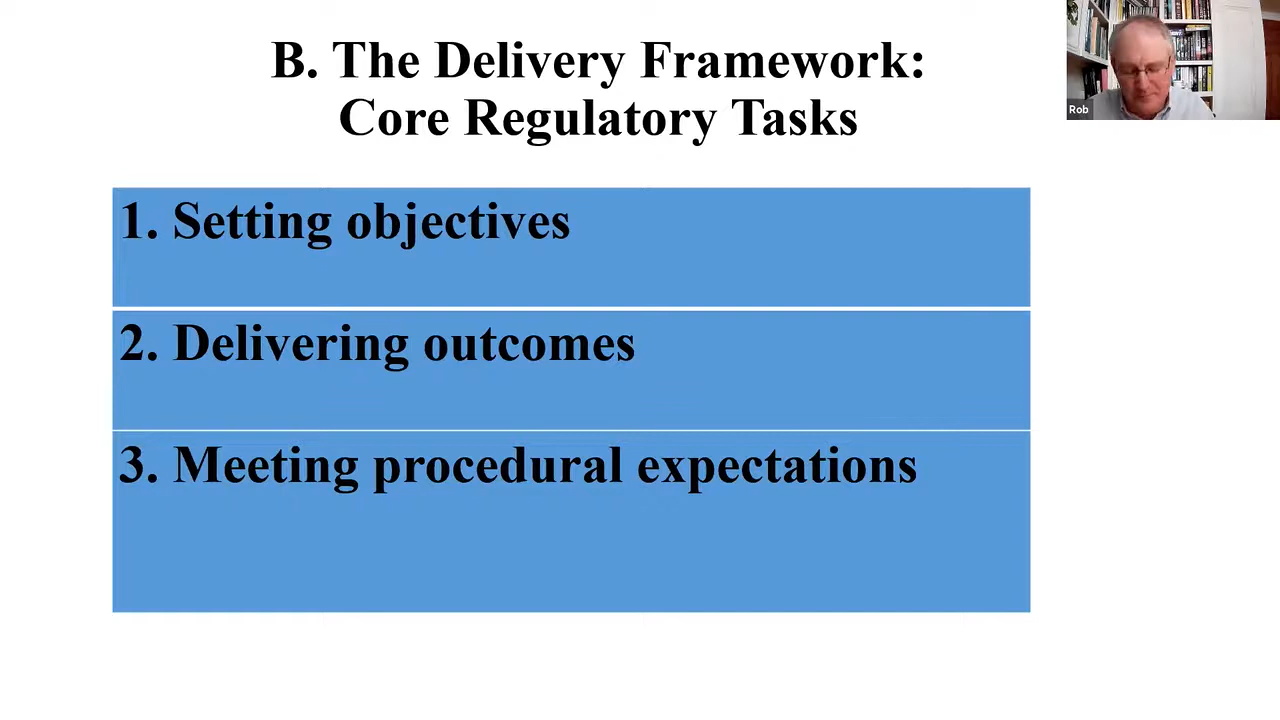 B. The Delivery Framework:
Core Regulatory Tasks
Rob
1. Setting objectives
2. Delivering outcomes
3. Meeting procedural expectations